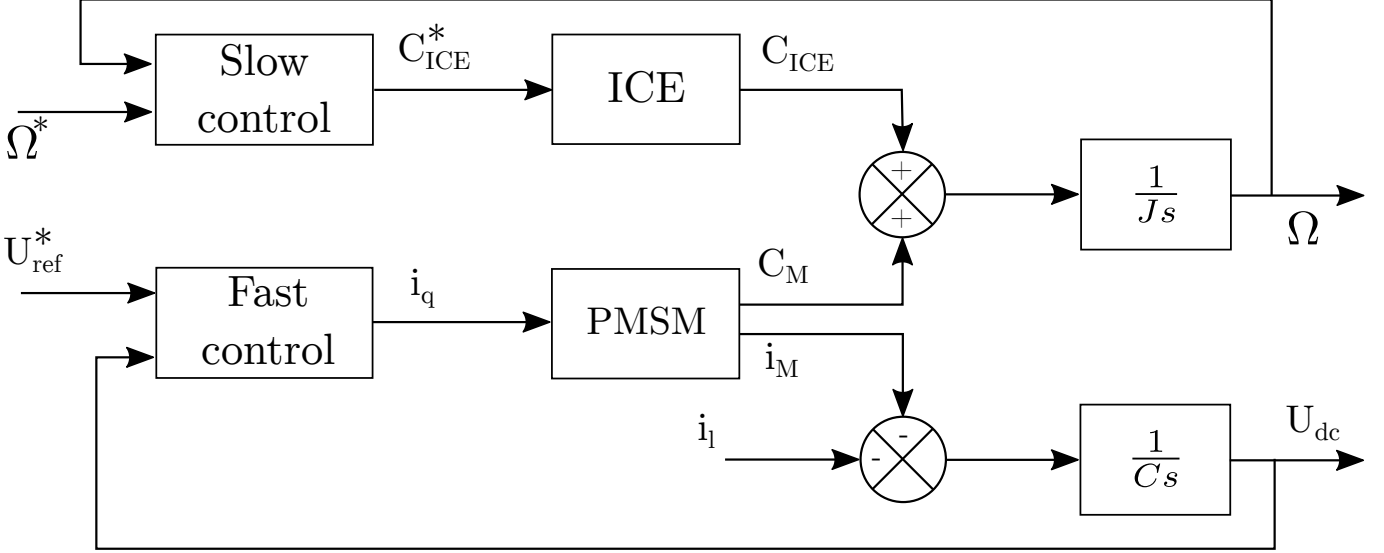 Slow
control
C*ICE
ICE
CICE
Ω*
+
+
1
Js
Ω
U*ref
Fast
control
iq
PMSM
CM
iM
il
-
-
1
Cs
Udc